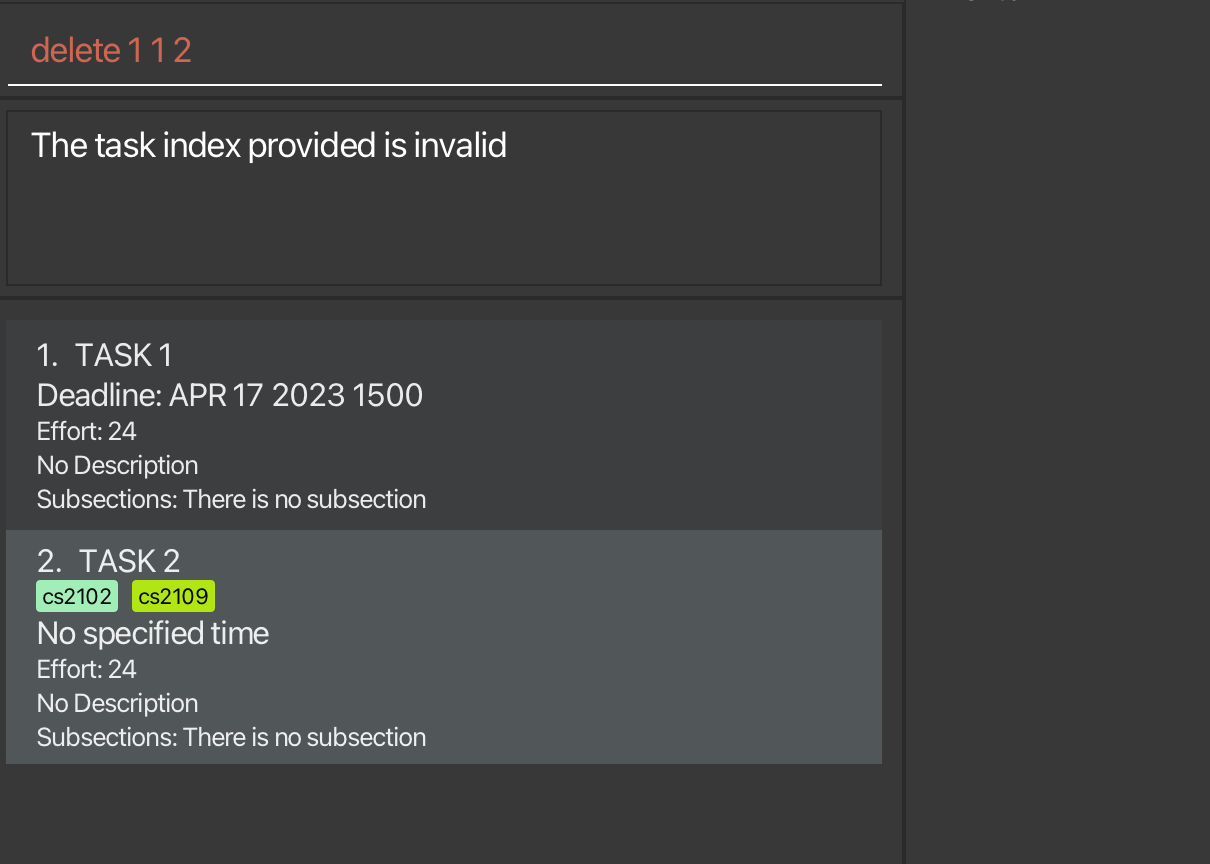 delete 1 1 2
The task index provided is invalid
1. TASK 1
Deadline: APR 17 2023 1500
Effort: 24
No Description
Subsections: There is no subsection
2. TASK 2
cs2102 cs2109
No specified time
Effort: 24
No Description
Subsections: There is no subsection